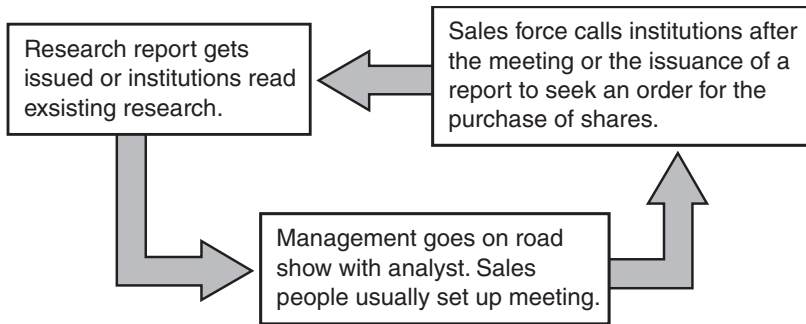 Research report gets
issued or institutions read
exsisting research.
Sales force calls institutions after
the meeting or the issuance of a
report to seek an order for the
purchase of shares.
Management goes on road
show with analyst. Sales
people usually set up meeting.